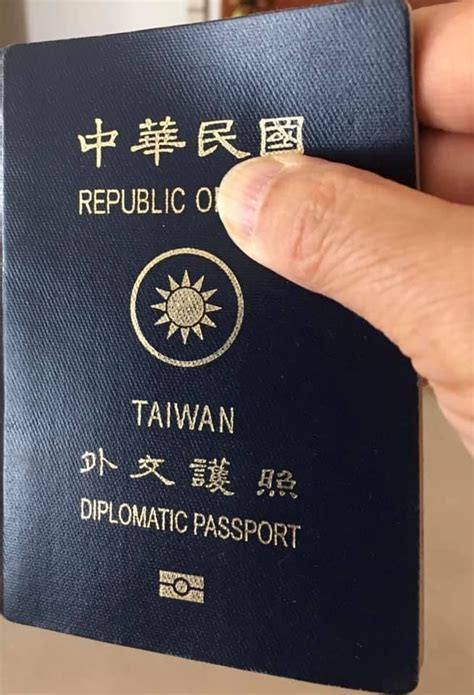 中華民國
REPUBLIC O
TAIWAN
外交護照
DIPLOMATIC PASSPORT